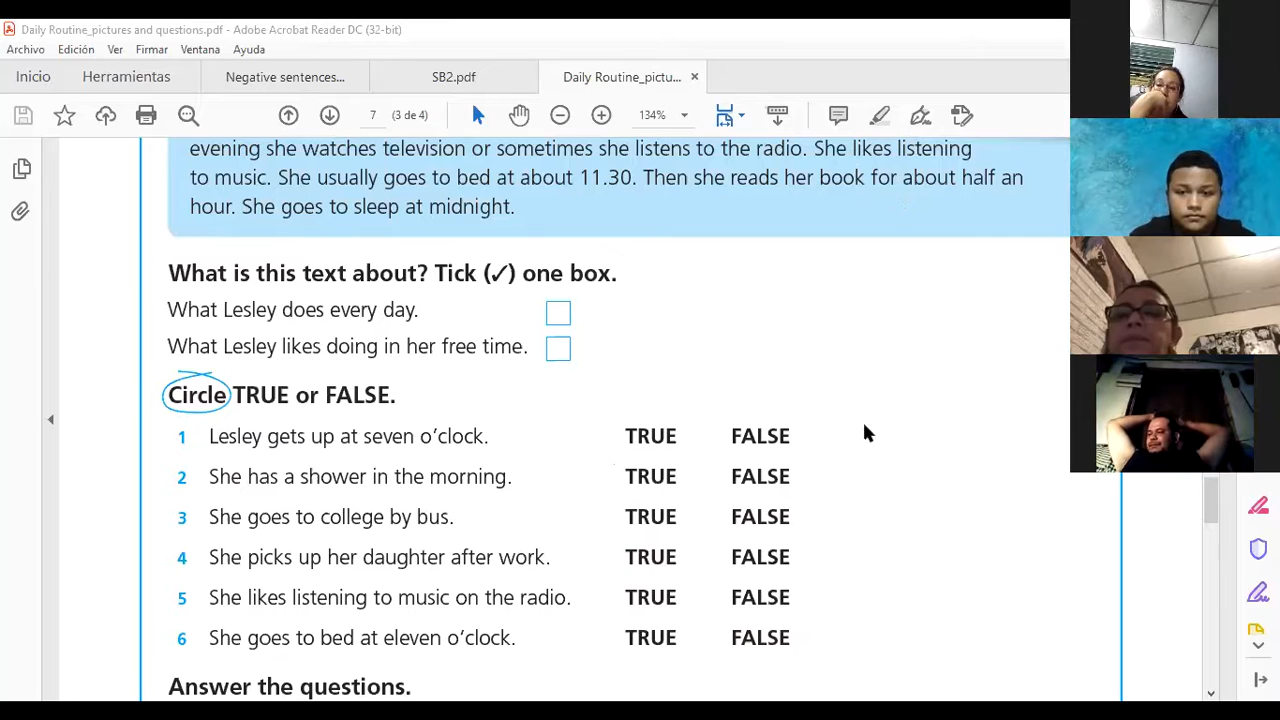 Daily Routine_pictures and questions.pdf - Adobe Acrobat Reader DC (32-bit)
Archivo Edición Ver Firmar Ventana Ayuda
Inicio Herramientas Negative sentences... SB2.pdf Daily Routine_pictu... ×
7 (3 de 4) 134%
evening she watches television or sometimes she listens to the radio. She likes listening
to music. She usually goes to bed at about 11.30. Then she reads her book for about half an
hour. She goes to sleep at midnight.
What is this text about? Tick (✓) one box.
What Lesley does every day.
What Lesley likes doing in her free time.
Circle TRUE or FALSE.
1 Lesley gets up at seven o’clock. TRUE FALSE
2 She has a shower in the morning. TRUE FALSE
3 She goes to college by bus. TRUE FALSE
4 She picks up her daughter after work. TRUE FALSE
5 She likes listening to music on the radio. TRUE FALSE
6 She goes to bed at eleven o’clock. TRUE FALSE
Answer the questions.